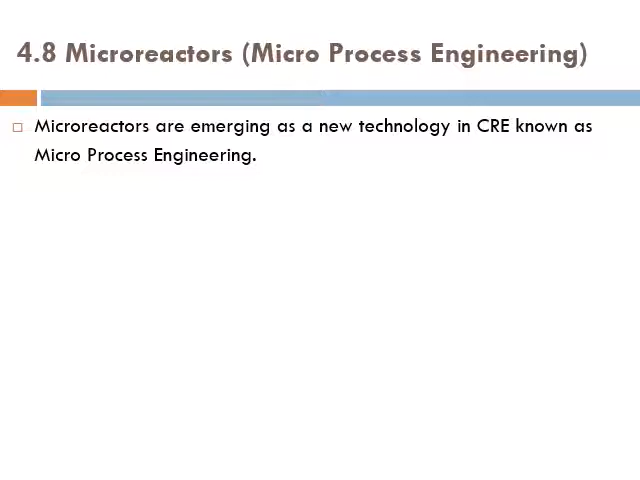 4.8 Microreactors (Micro Process Engineering)
Microreactors are emerging as a new technology in CRE known as
Micro Process Engineering.